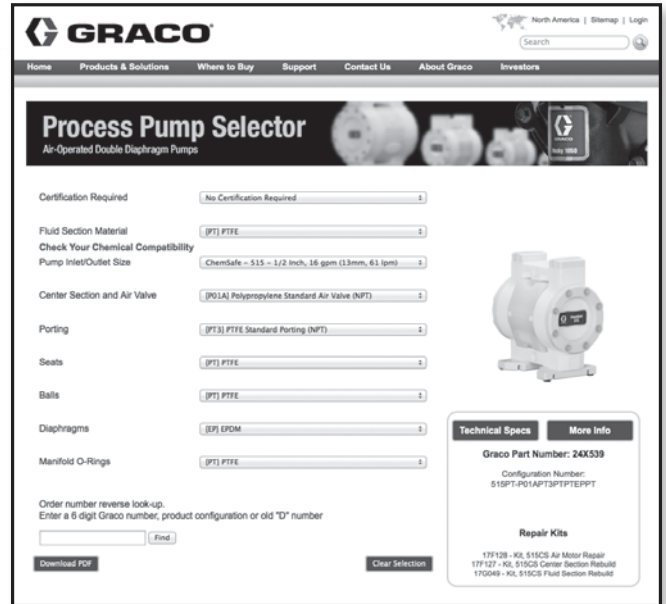 GRACO
North America | Sitemap | Login
Search
Home Products & Solutions Where to Buy Support Contact Us About Graco Investors
Process Pump Selector
Air-Operated Double Diaphragm Pumps
Certification Required No Certification Required
Fluid Section Material [PT] PTFE
Check Your Chemical Compatibility
Pump Inlet/Outlet Size ChemSafe – 515 – 1/2 Inch, 16 gpm (13mm, 61 lpm)
Center Section and Air Valve [P01A] Polypropylene Standard Air Valve (NPT)
Porting [PT3] PTFE Standard Porting (NPT)
Seats [PT] PTFE
Balls [PT] PTFE
Diaphragms [EP] EPDM
Manifold O-Rings [PT] PTFE
Technical Specs More Info
Graco Part Number: 24X539
Configuration Number:
515PT-P01APT3PTPTEPPT
Repair Kits
17F128 - Kit, 515CS Air Motor Repair
17F127 - Kit, 515CS Center Section Rebuild
17G049 - Kit, 515CS Fluid Section Rebuild
Order number reverse look-up.
Enter a 6 digit Graco number, product configuration or old "D" number
Find
Download PDF Clear Selection